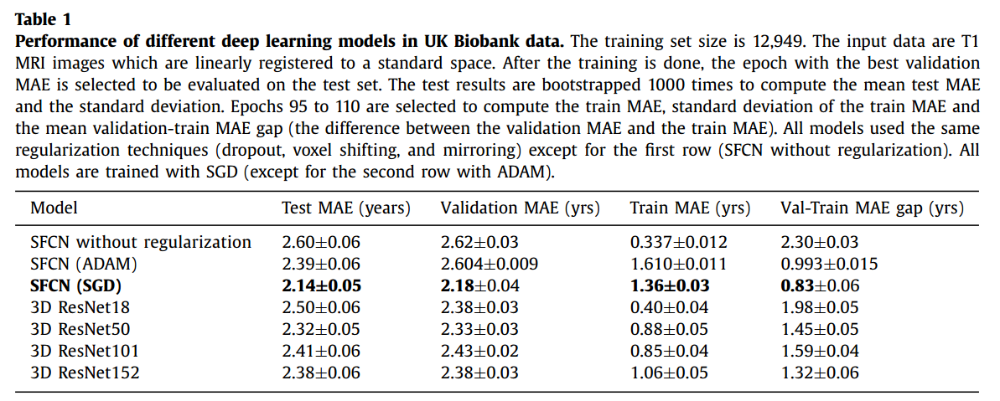 Table 1
Performance of different deep learning models in UK Biobank data. The training set size is 12,949. The input data are T1
MRI images which are linearly registered to a standard space. After the training is done, the epoch with the best validation
MAE is selected to be evaluated on the test set. The test results are bootstrapped 1000 times to compute the mean test MAE
and the standard deviation. Epochs 95 to 110 are selected to compute the train MAE, standard deviation of the train MAE and
the mean validation-train MAE gap (the difference between the validation MAE and the train MAE). All models used the same
regularization techniques (dropout, voxel shifting, and mirroring) except for the first row (SFCN without regularization). All
models are trained with SGD (except for the second row with ADAM).
Model Test MAE (years) Validation MAE (yrs) Train MAE (yrs) Val-Train MAE gap (yrs)
SFCN without regularization 2.60±0.06 2.62±0.03 0.337±0.012 2.30±0.03
SFCN (ADAM) 2.39±0.06 2.604±0.009 1.610±0.011 0.993±0.015
SFCN (SGD) 2.14±0.05 2.18±0.04 1.36±0.03 0.83±0.06
3D ResNet18 2.50±0.06 2.38±0.03 0.40±0.04 1.98±0.05
3D ResNet50 2.32±0.05 2.33±0.03 0.88±0.05 1.45±0.05
3D ResNet101 2.41±0.06 2.43±0.02 0.85±0.04 1.59±0.04
3D ResNet152 2.38±0.06 2.38±0.03 1.06±0.05 1.32±0.06